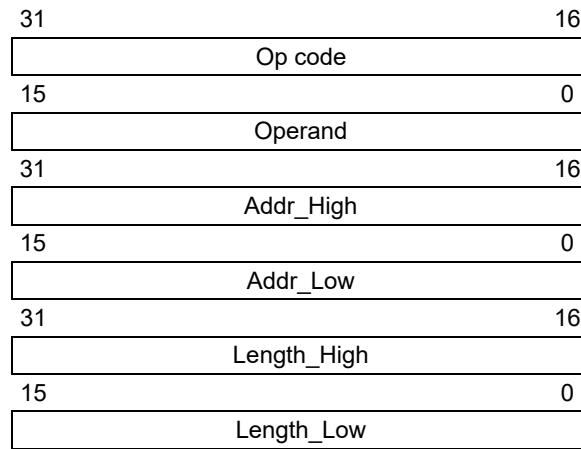 31 16
Op code
15 0
Operand
31 16
Addr_High
15 0
Addr_Low
31 16
Length_High
15 0
Length_Low